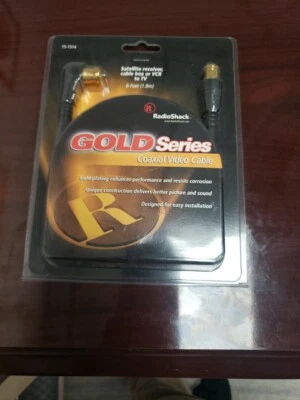 Satellite receiver,
cable box or VCR
to TV
6-Foot (1.8m)
R
RadioShack
GOLD Series
Coaxial Video Cable
Gold plating enhances performance and resists corrosion
Unique construction delivers better picture and sound
Designed for easy installation
R